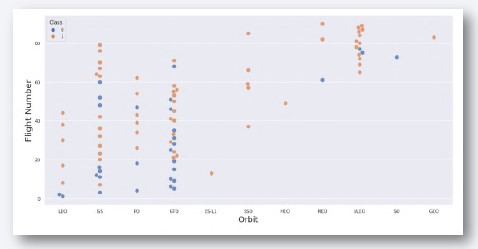 Class
0
1
80
60
40
20
0
Flight Number
LEO
ISS
PO
GTO
ES-L1
SSO
HEO
MEO
VLEO
SO
GEO
Orbit